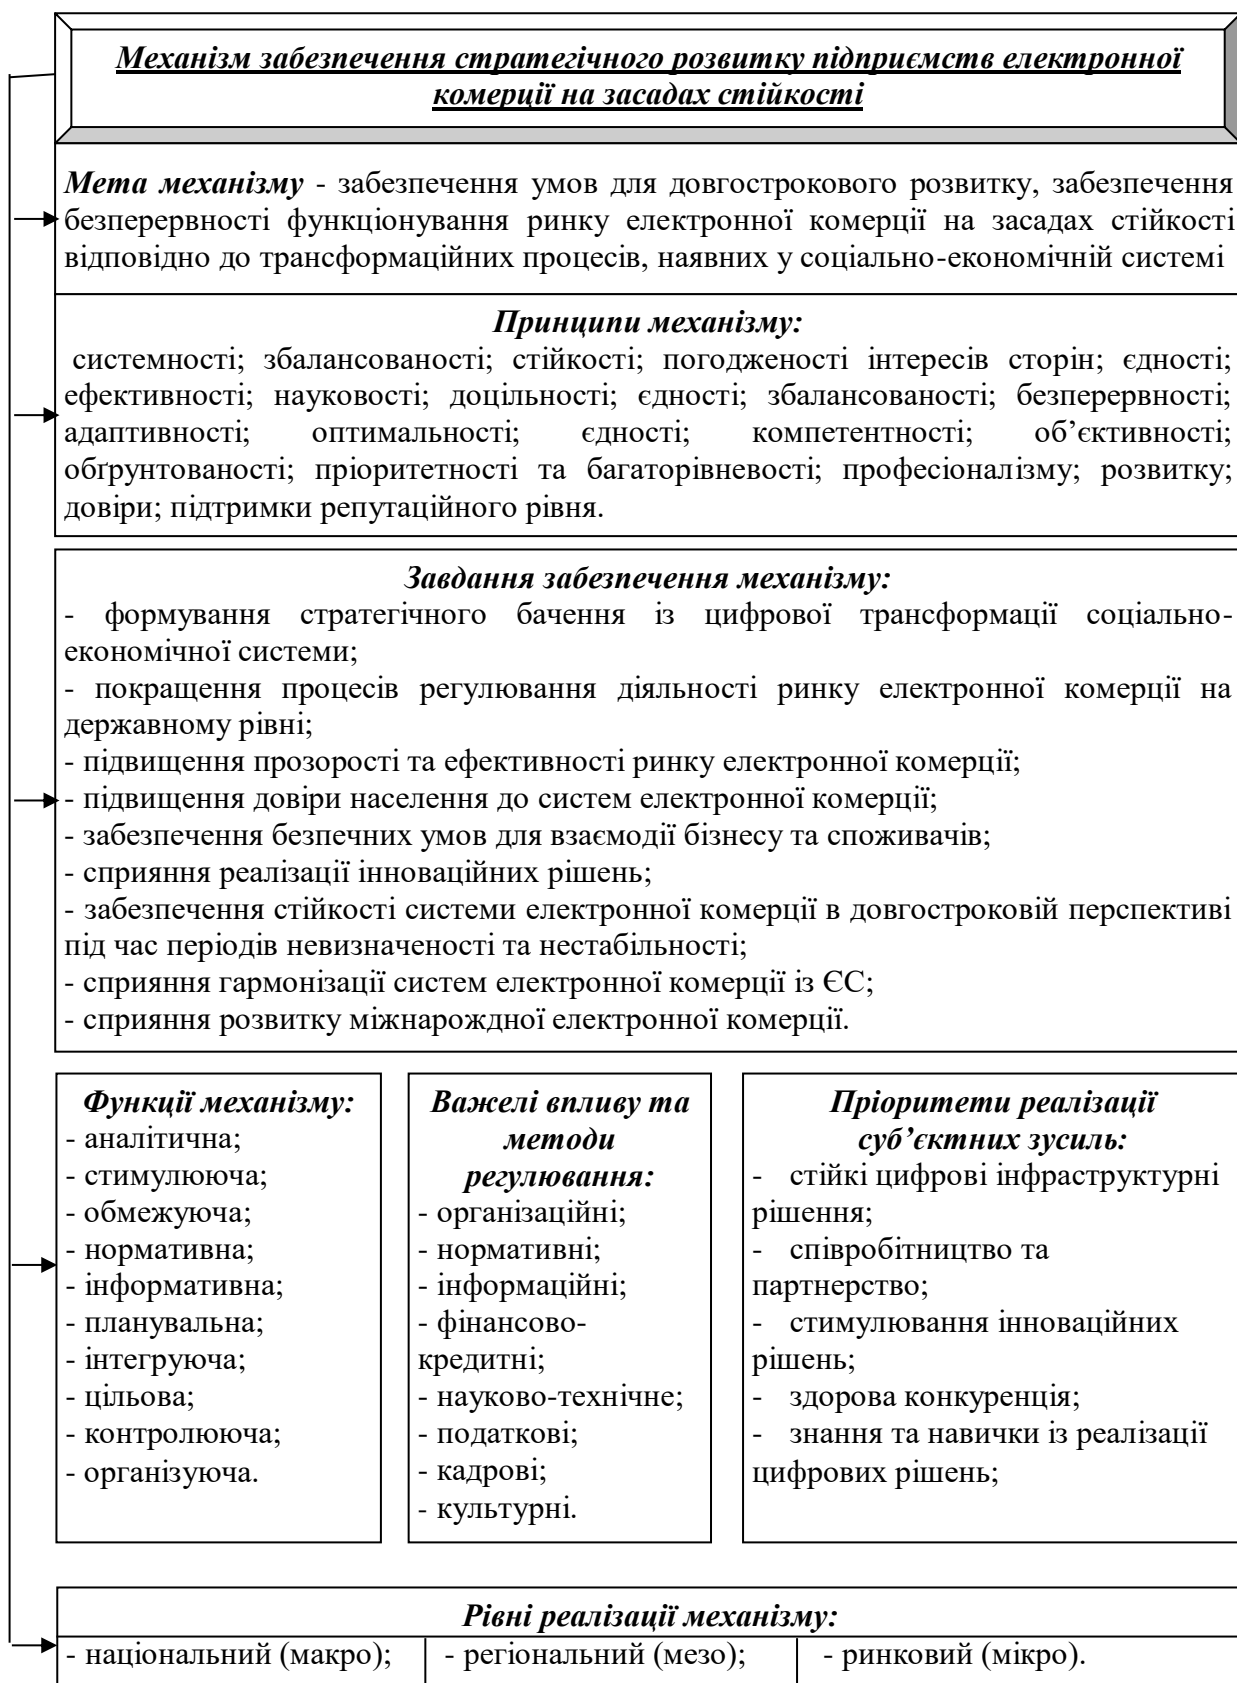 Механізм забезпечення стратегічного розвитку підприємств електронної
комерції на засадах стійкості
Мета механізму - забезпечення умов для довгострокового розвитку, забезпечення
безперервності функціонування ринку електронної комерції на засадах стійкості
відповідно до трансформаційних процесів, наявних у соціально-економічній системі
Принципи механізму:
системності; збалансованості; стійкості; погодженості інтересів сторін; єдності;
ефективності; науковості; доцільності; єдності; збалансованості; безперервності;
адаптивності; оптимальності; єдності; компетентності; об’єктивності;
обґрунтованості; пріоритетності та багаторівневості; професіоналізму; розвитку;
довіри; підтримки репутаційного рівня.
Завдання забезпечення механізму:
- формування стратегічного бачення із цифрової трансформації соціально-
економічної системи;
- покращення процесів регулювання діяльності ринку електронної комерції на
державному рівні;
- підвищення прозорості та ефективності ринку електронної комерції;
- підвищення довіри населення до систем електронної комерції;
- забезпечення безпечних умов для взаємодії бізнесу та споживачів;
- сприяння реалізації інноваційних рішень;
- забезпечення стійкості системи електронної комерції в довгостроковій перспективі
під час періодів невизначеності та нестабільності;
- сприяння гармонізації систем електронної комерції із ЄС;
- сприяння розвитку міжнарождної електронної комерції.
Функції механізму:
- аналітична;
- стимулююча;
- обмежуюча;
- нормативна;
- інформативна;
- планувальна;
- інтегруюча;
- цільова;
- контролююча;
- організуюча.
Важелі впливу та
методи
регулювання:
- організаційні;
- нормативні;
- інформаційні;
- фінансово-
кредитні;
- науково-технічне;
- податкові;
- кадрові;
- культурні.
Пріоритети реалізації
суб’єктних зусиль:
- стійкі цифрові інфраструктурні
рішення;
- співробітництво та
партнерство;
- стимулювання інноваційних
рішень;
- здорова конкуренція;
- знання та навички із реалізації
цифрових рішень;
Рівні реалізації механізму:
- національний (макро);
- регіональний (мезо);
- ринковий (мікро).